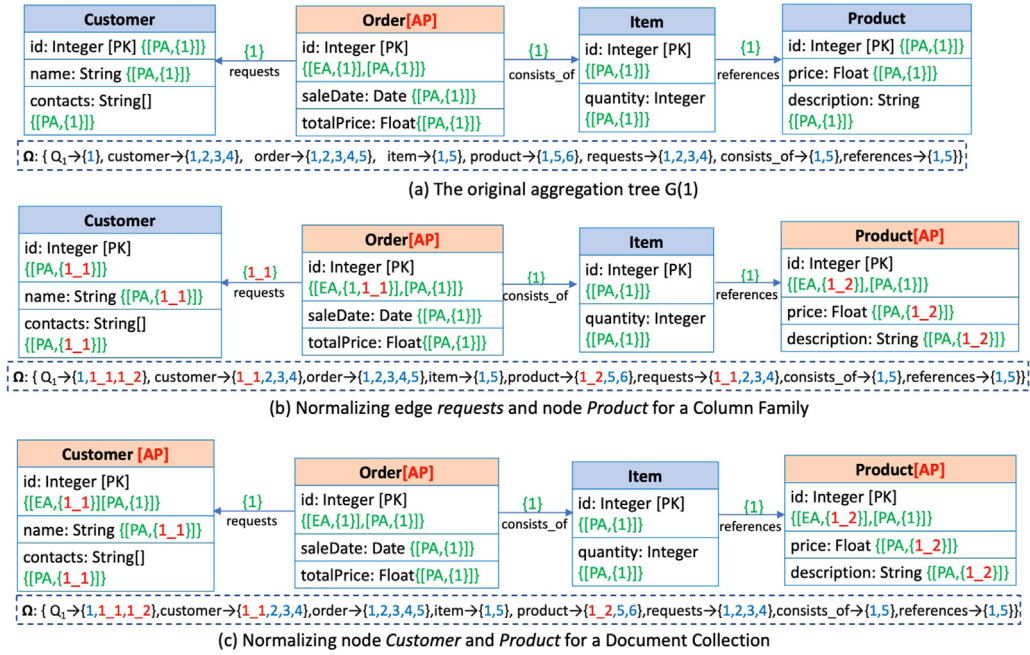 Customer
id: Integer [PK] {[PA,{1}]}
name: String {[PA,{1}]}
contacts: String[]
{[PA,{1}]}
{1}
requests
Order[AP]
id: Integer [PK]
{[EA,{1}],[PA,{1}]}
saleDate: Date {[PA,{1}]}
totalPrice: Float{[PA,{1}]}
{1}
consists_of
Item
id: Integer [PK]
{[PA,{1}]}
quantity: Integer
{[PA,{1}]}
{1}
references
Product
id: Integer [PK] {[PA,{1}]}
price: Float {[PA,{1}]}
description: String
{[PA,{1}]}
Ω: { Q₁→{1}, customer→{1,2,3,4}, order→{1,2,3,4,5}, item→{1,5}, product→{1,5,6}, requests→{1,2,3,4}, consists_of→{1,5},references→{1,5}}
(a) The original aggregation tree G(1)
Customer
id: Integer [PK]
{[PA,{1_1}]}
name: String {[PA,{1_1}]}
contacts: String[]
{[PA,{1_1}]}
{1_1}
requests
Order[AP]
id: Integer [PK]
{[EA,{1,1_1}],[PA,{1}]}
saleDate: Date {[PA,{1}]}
totalPrice: Float{[PA,{1}]}
{1}
consists_of
Item
id: Integer [PK]
{[PA,{1}]}
quantity: Integer
{[PA,{1}]}
{1}
references
Product[AP]
id: Integer [PK]
{[EA,{1_2}],[PA,{1}]}
price: Float {[PA,{1_2}]}
description: String {[PA,{1_2}]}
Ω: { Q₁→{1,1_1,1_2}, customer→{1_1,2,3,4},order→{1,2,3,4,5},item→{1,5},product→{1_2,5,6},requests→{1_1,2,3,4},consists_of→{1,5},references→{1,5}}
(b) Normalizing edge requests and node Product for a Column Family
Customer [AP]
id: Integer [PK]
{[EA,{1_1}][PA,{1}]}
name: String {[PA,{1_1}]}
contacts: String[]
{[PA,{1_1}]}
{1}
requests
Order[AP]
id: Integer [PK]
{[EA,{1}],[PA,{1}]}
saleDate: Date {[PA,{1}]}
totalPrice: Float{[PA,{1}]}
{1}
consists_of
Item
id: Integer [PK]
{[PA,{1}]}
quantity: Integer
{[PA,{1}]}
{1}
references
Product[AP]
id: Integer [PK]
{[EA,{1_2}],[PA,{1}]}
price: Float {[PA,{1_2}]}
description: String {[PA,{1_2}]}
Ω: { Q₁→{1,1_1,1_2},customer→{1_1,2,3,4},order→{1,2,3,4,5},item→{1,5}, product→{1_2,5,6},requests→{1,2,3,4},consists_of→{1,5},references→{1,5}}
(c) Normalizing node Customer and Product for a Document Collection